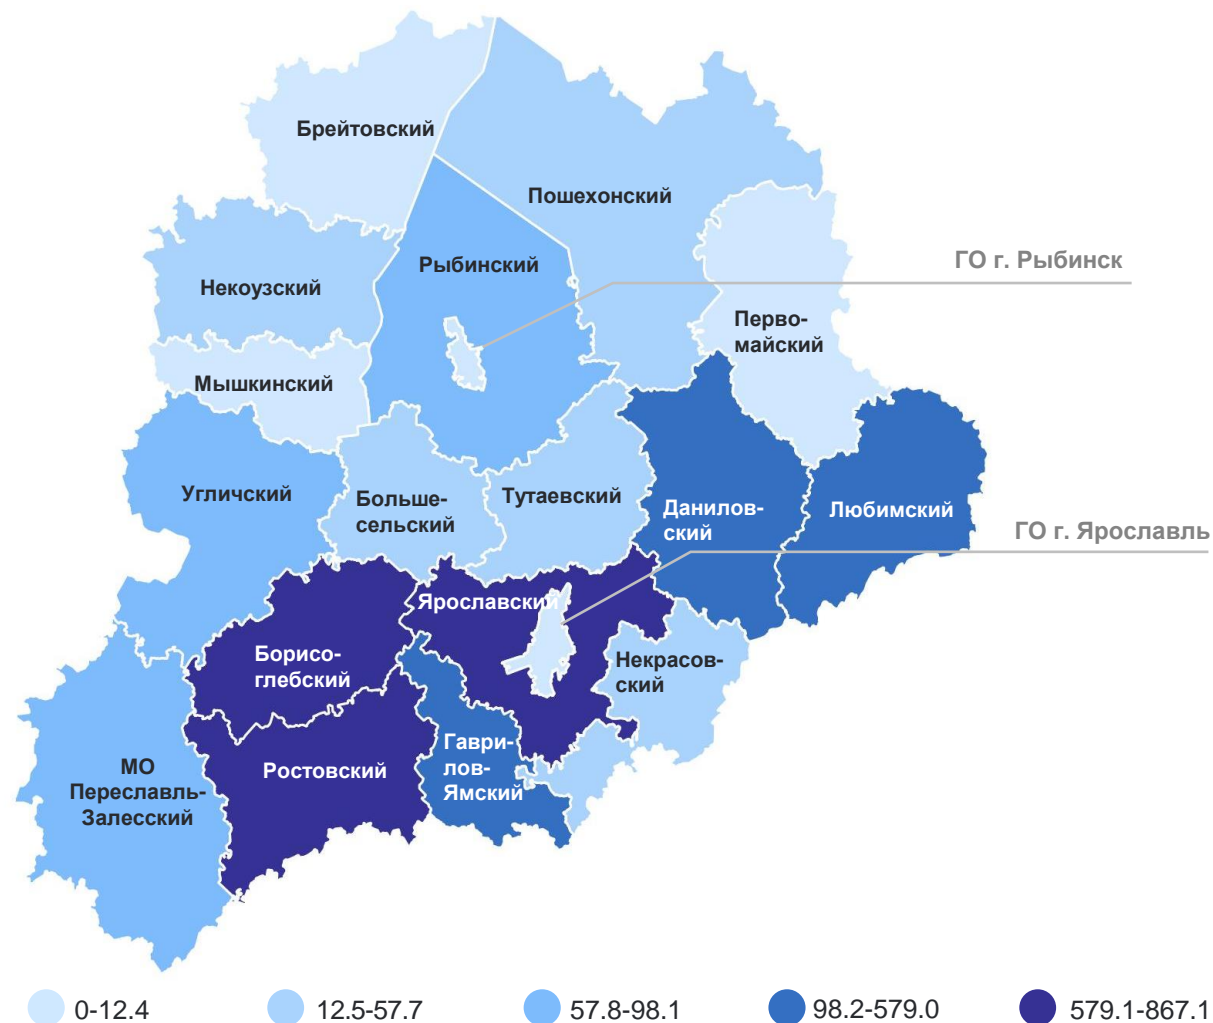 Брейтовский
Пошехонский
ГО г. Рыбинск
Рыбинский
Некоузский
Перво-
майский
Мышкинский
Угличский
Больше-
сельский
Тутаевский
Данилов-
ский
Любимский
ГО г. Ярославль
Ярославский
Борисо-
глебский
Некрасов-
ский
Гаври-
лов-
Ямский
Ростовский
МО
Переславль-
Залесский
0-12.4
12.5-57.7
57.8-98.1
98.2-579.0
579.1-867.1